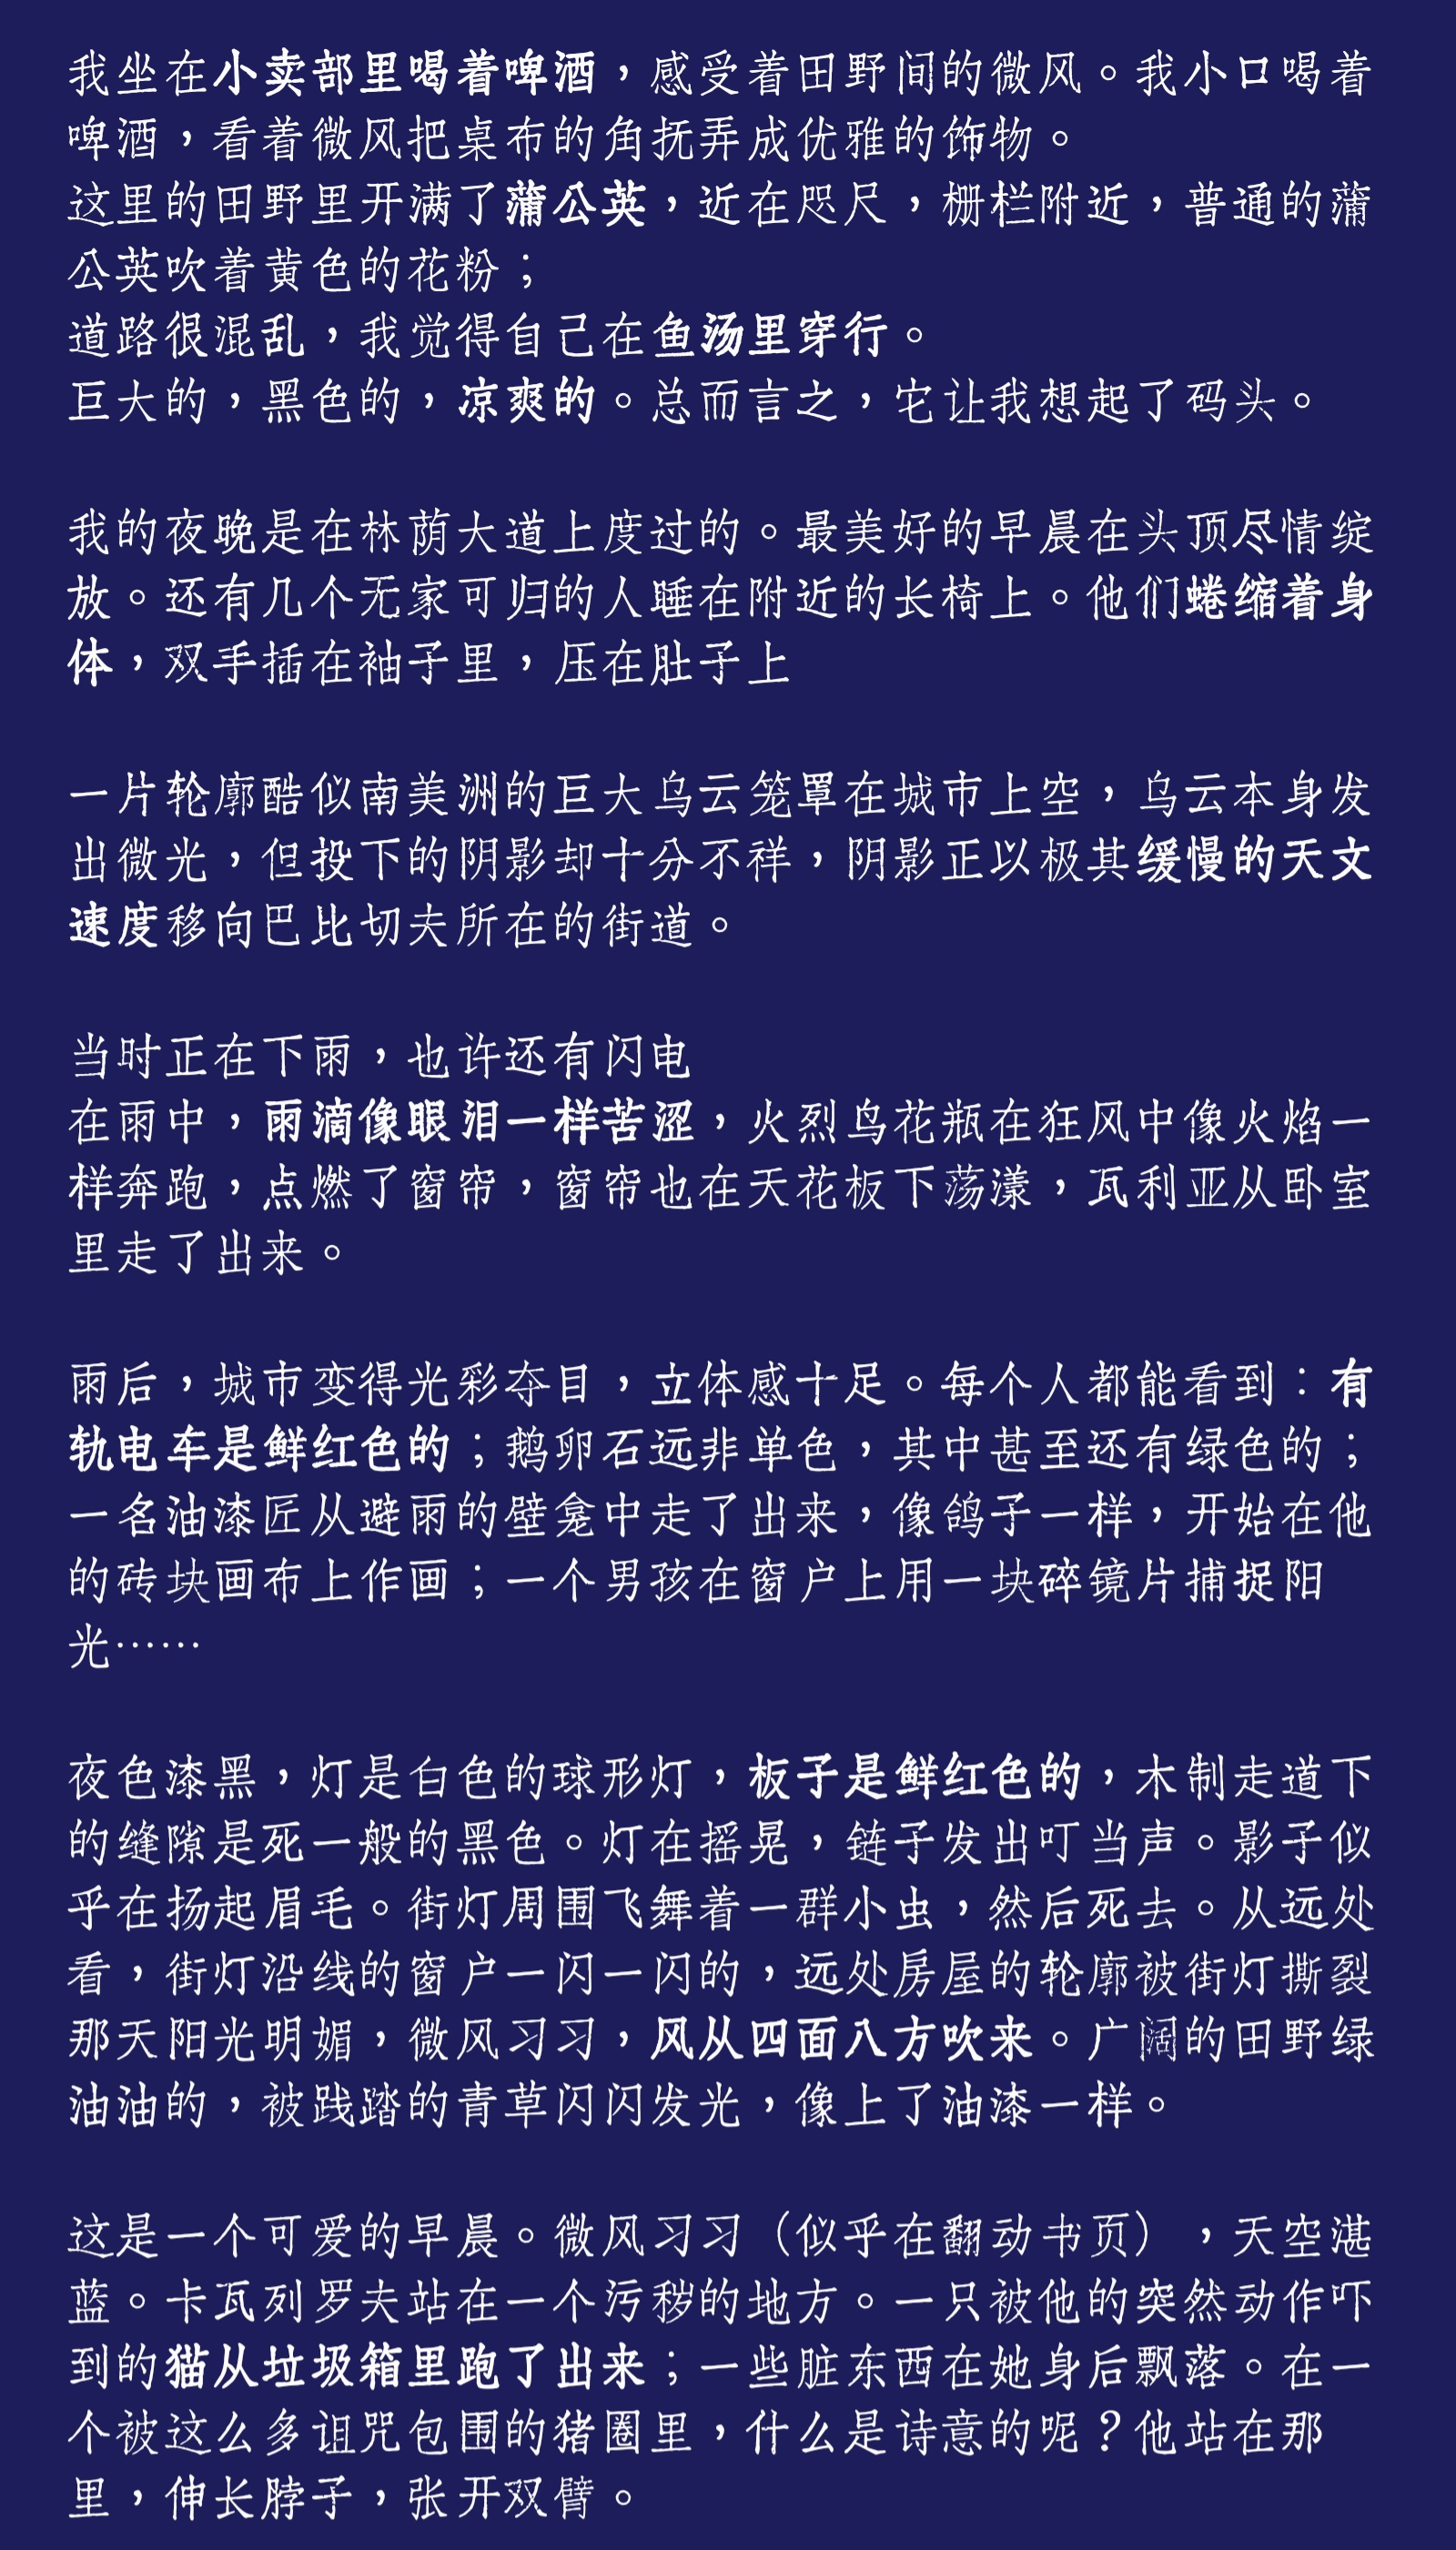 我坐在小卖部里喝着啤酒，感受着田野间的微风。我小口喝着
啤酒，看着微风把桌布的角抚弄成优雅的饰物。
这里的田野里开满了蒲公英，近在咫尺，栅栏附近，普通的蒲
公英吹着黄色的花粉；
道路很混乱，我觉得自己在鱼汤里穿行。
巨大的，黑色的，凉爽的。总而言之，它让我想起了码头。
我的夜晚是在林荫大道上度过的。最美好的早晨在头顶尽情绽
放。还有几个无家可归的人睡在附近的长椅上。他们蜷缩着身
体，双手插在袖子里，压在肚子上
一片轮廓酷似南美洲的巨大乌云笼罩在城市上空，乌云本身发
出微光，但投下的阴影却十分不祥，阴影正以极其缓慢的天文
速度移向巴比切夫所在的街道。
当时正在下雨，也许还有闪电
在雨中，雨滴像眼泪一样苦涩，火烈鸟花瓶在狂风中像火焰一
样奔跑，点燃了窗帘，窗帘也在天花板下荡漾，瓦利亚从卧室
里走了出来。
雨后，城市变得光彩夺目，立体感十足。每个人都能看到：有
轨电车是鲜红色的；鹅卵石远非单色，其中甚至还有绿色的；
一名油漆匠从避雨的壁龛中走了出来，像鸽子一样，开始在他
的砖块画布上作画；一个男孩在窗户上用一块碎镜片捕捉阳
光……
夜色漆黑，灯是白色的球形灯，板子是鲜红色的，木制走道下
的缝隙是死一般的黑色。灯在摇晃，链子发出叮当声。影子似
乎在扬起眉毛。街灯周围飞舞着一群小虫，然后死去。从远处
看，街灯沿线的窗户一闪一闪的，远处房屋的轮廓被街灯撕裂
那天阳光明媚，微风习习，风从四面八方吹来。广阔的田野绿
油油的，被践踏的青草闪闪发光，像上了油漆一样。
这是一个可爱的早晨。微风习习（似乎在翻动书页），天空湛
蓝。卡瓦列罗夫站在一个污秽的地方。一只被他的突然动作吓
到的猫从垃圾箱里跑了出来；一些脏东西在她身后飘落。在一
个被这么多诅咒包围的猪圈里，什么是诗意的呢？他站在那
里，伸长脖子，张开双臂。